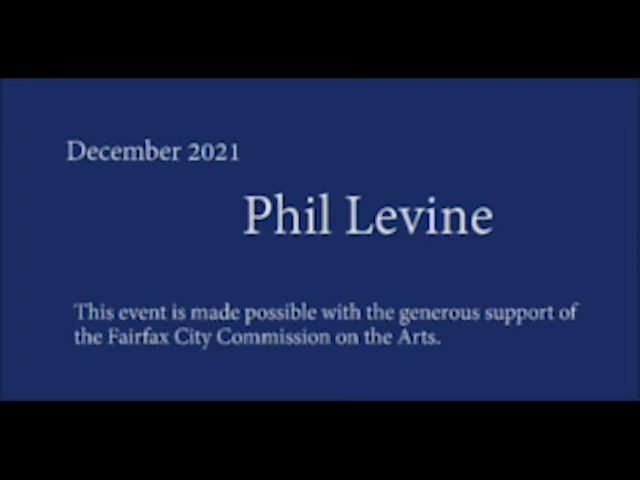 December 2021
Phil Levine
This event is made possible with the generous support of
the Fairfax City Commission on the Arts.